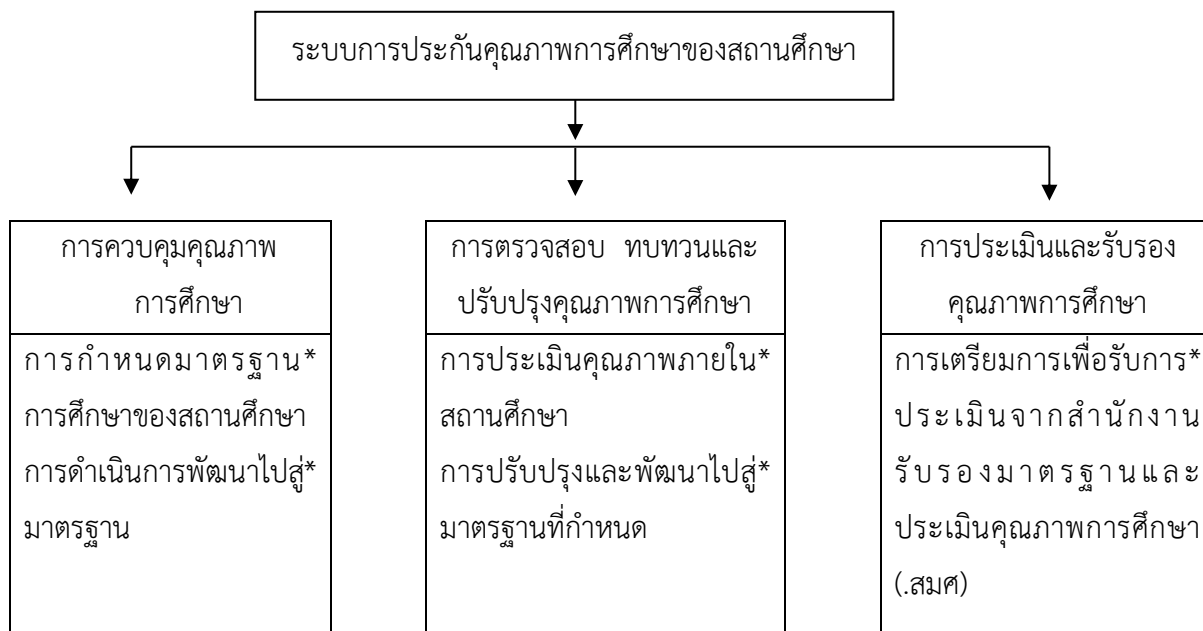 ระบบการประกันคุณภาพการศึกษาของสถานศึกษา
การควบคุมคุณภาพ
การศึกษา
การกำหนดมาตรฐาน*
การศึกษาของสถานศึกษา
การดำเนินการพัฒนาไปสู่*
มาตรฐาน
การตรวจสอบ ทบทวนและ
ปรับปรุงคุณภาพการศึกษา
การประเมินคุณภาพภายใน*
สถานศึกษา
การปรับปรุงและพัฒนาไปสู่*
มาตรฐานที่กำหนด
การประเมินและรับรอง
คุณภาพการศึกษา
การเตรียมการเพื่อรับการ*
ประเมินจากสำนักงาน
รับรองมาตรฐานและ
ประเมินคุณภาพการศึกษา
(.สมศ)